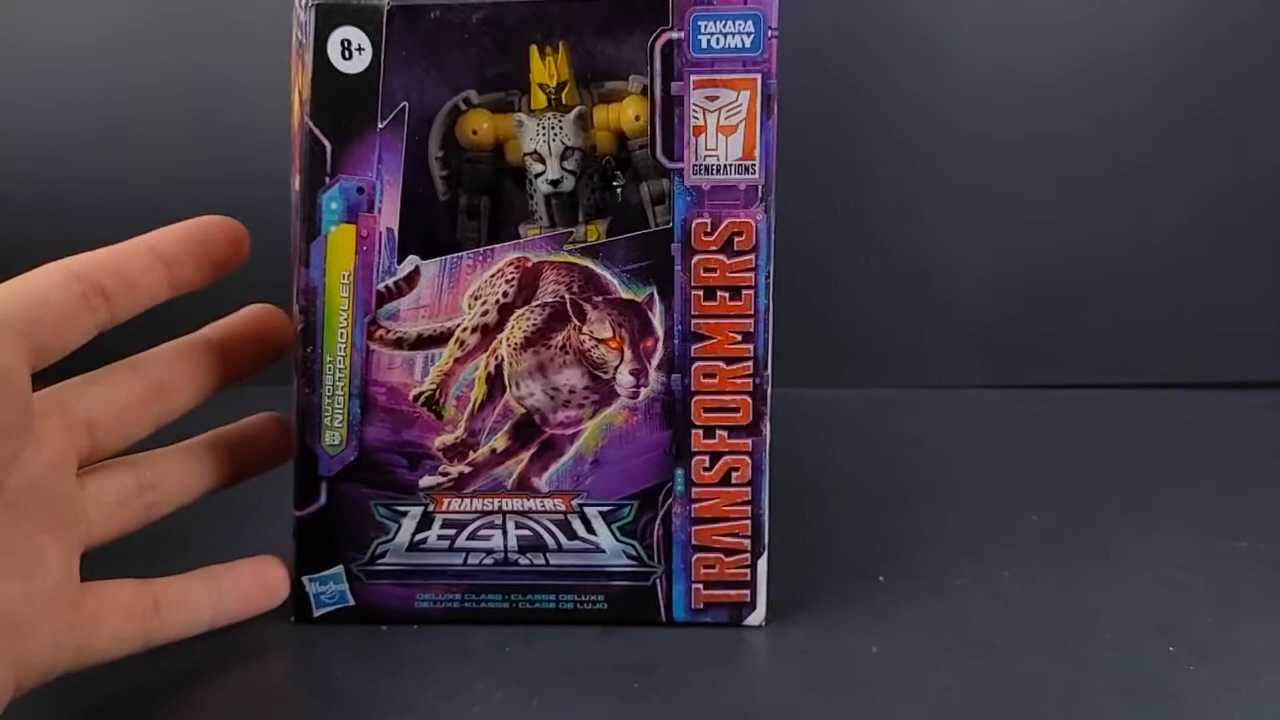 8+
TAKARA
TOMY
GENERATIONS
TRANSFORMERS
AUTOBOT
NIGHTPROWLER
TRANSFORMERS
LEGACY
Hasbro
DELUXE CLASS • CLASSE DELUXE
DELUXE-KLASSE • CLASE DE LUJO